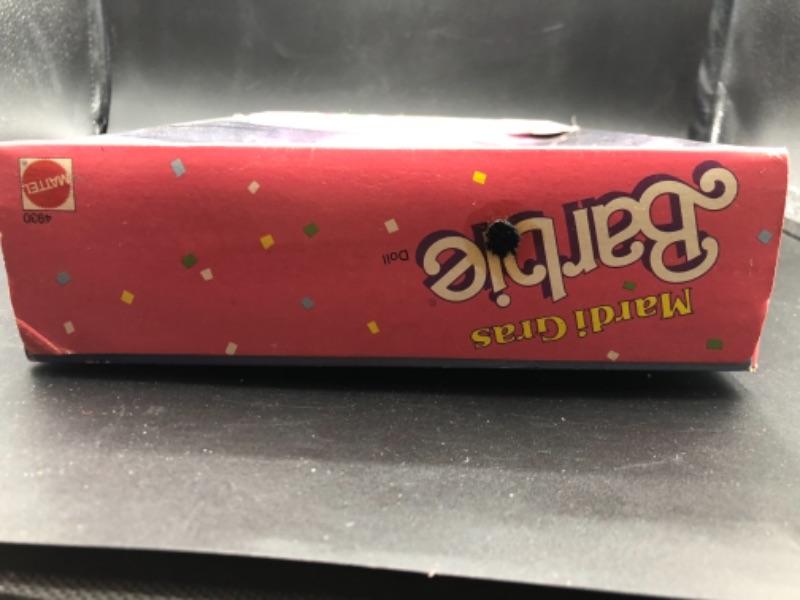 Mardi Gras
Barbie®
Doll
4930
MATTEL